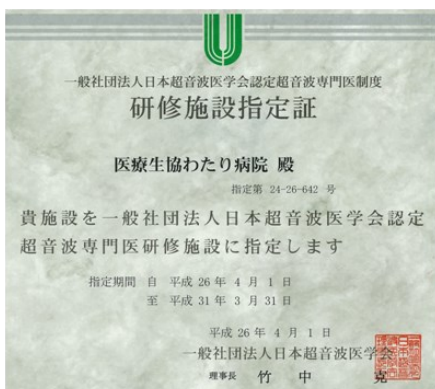 一般社団法人日本超音波医学会認定超音波専門医制度
研修施設指定証
医療生協わたり病院 殿
指定第 24-26-642 号
貴施設を一般社団法人日本超音波医学会認定
超音波専門医研修施設に指定します
指定期間 自 平成 26 年 4 月 1 日
至 平成 31 年 3 月 31 日
平成 26 年 4 月 1 日
一般社団法人日本超音波医学会
理事長 竹 中 克